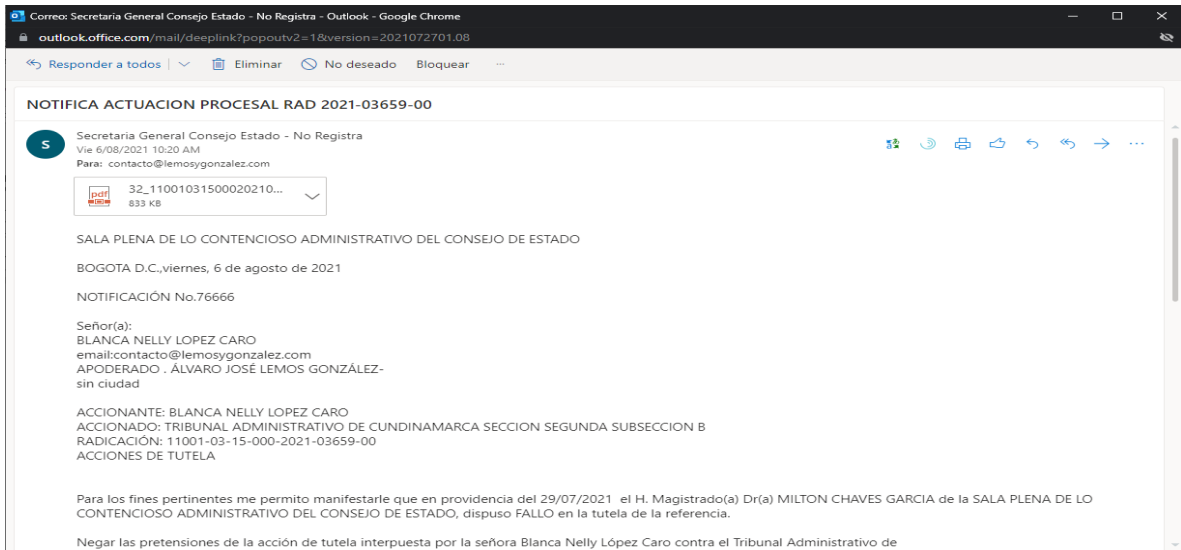 Correo: Secretaria General Consejo Estado - No Registra - Outlook - Google Chrome
outlook.office.com/mail/deeplink?popoutv2=1&version=2021072701.08
Responder a todos Eliminar No deseado Bloquear ...
NOTIFICA ACTUACION PROCESAL RAD 2021-03659-00
S
Secretaria General Consejo Estado - No Registra
Vie 6/08/2021 10:20 AM
Para: contacto@lemosygonzalez.com
pdf
32_11001031500020210...
833 KB
SALA PLENA DE LO CONTENCIOSO ADMINISTRATIVO DEL CONSEJO DE ESTADO
BOGOTA D.C.,viernes, 6 de agosto de 2021
NOTIFICACIÓN No.76666
Señor(a):
BLANCA NELLY LOPEZ CARO
email:contacto@lemosygonzalez.com
APODERADO . ÁLVARO JOSÉ LEMOS GONZÁLEZ-
sin ciudad
ACCIONANTE: BLANCA NELLY LOPEZ CARO
ACCIONADO: TRIBUNAL ADMINISTRATIVO DE CUNDINAMARCA SECCION SEGUNDA SUBSECCION B
RADICACIÓN: 11001-03-15-000-2021-03659-00
ACCIONES DE TUTELA
Para los fines pertinentes me permito manifestarle que en providencia del 29/07/2021 el H. Magistrado(a) Dr(a) MILTON CHAVES GARCIA de la SALA PLENA DE LO
CONTENCIOSO ADMINISTRATIVO DEL CONSEJO DE ESTADO, dispuso FALLO en la tutela de la referencia.
Negar las pretensiones de la acción de tutela interpuesta por la señora Blanca Nelly López Caro contra el Tribunal Administrativo de